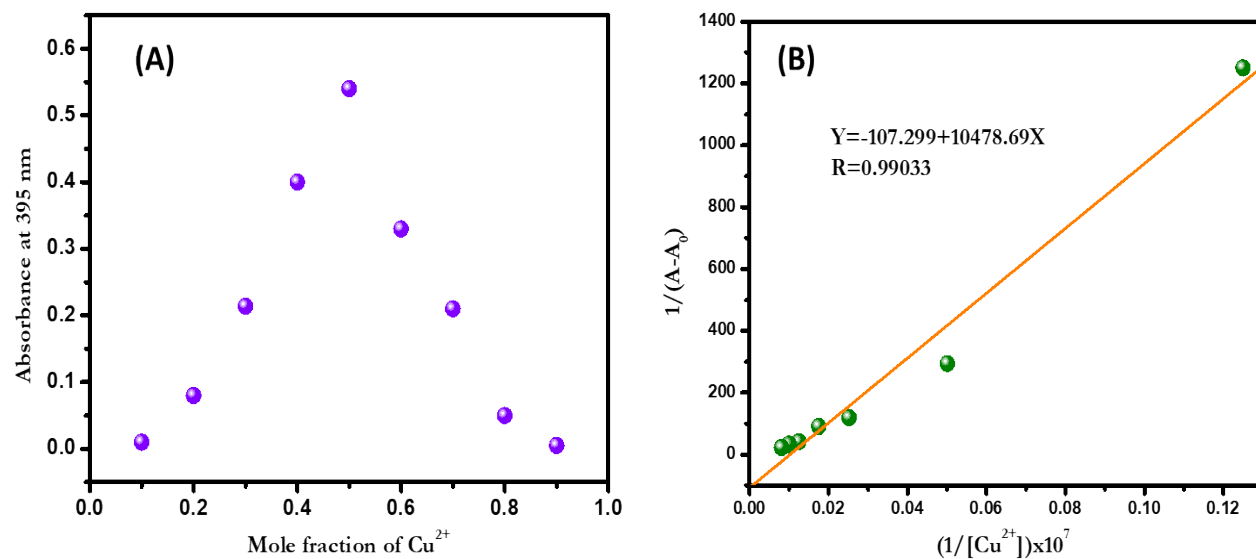 (A)
0.6
0.5
0.4
0.3
0.2
0.1
0.0
Absorbance at 395 nm
0.0 0.2 0.4 0.6 0.8 1.0
Mole fraction of Cu²⁺
(B)
Y=-107.299+10478.69X
R=0.99033
1400
1200
1000
800
600
400
200
0
1/(A-A₀)
0.00 0.02 0.04 0.06 0.08 0.10 0.12
(1/[Cu²⁺])x10⁷